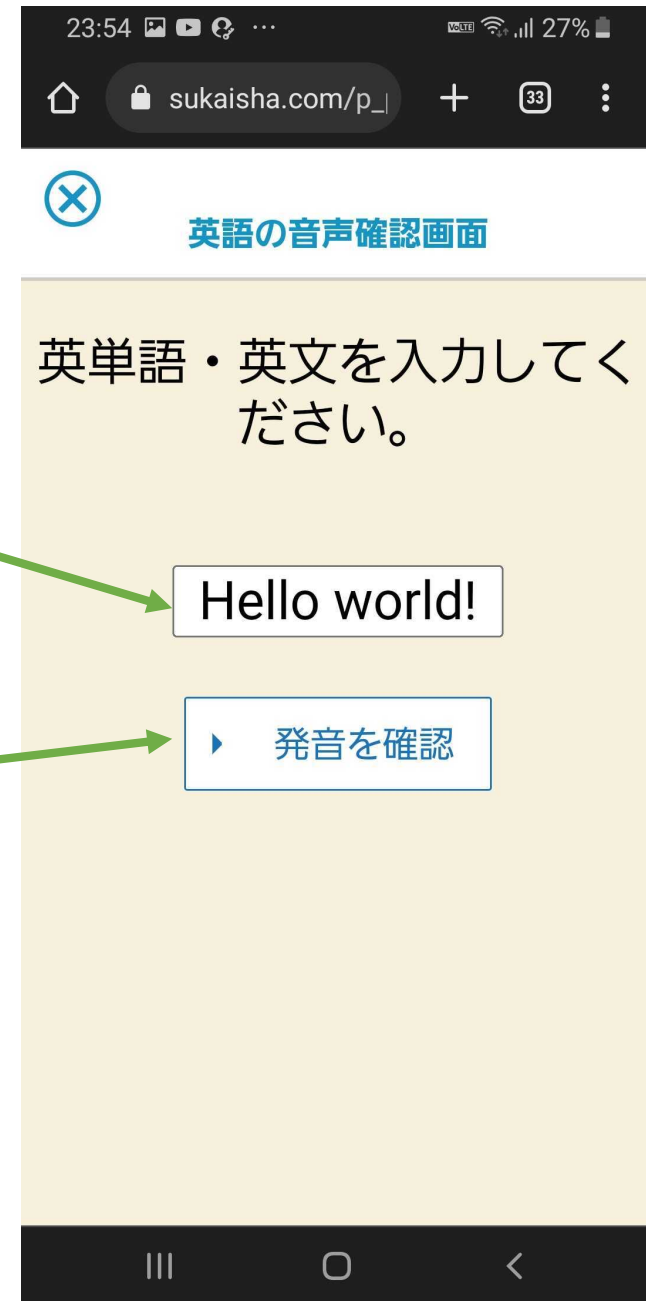 23:54 ... VoLTE 27%
sukaisha.com/p_ + 33
英語の音声確認画面
英単語・英文を入力してく
ださい。
Hello world!
発音を確認